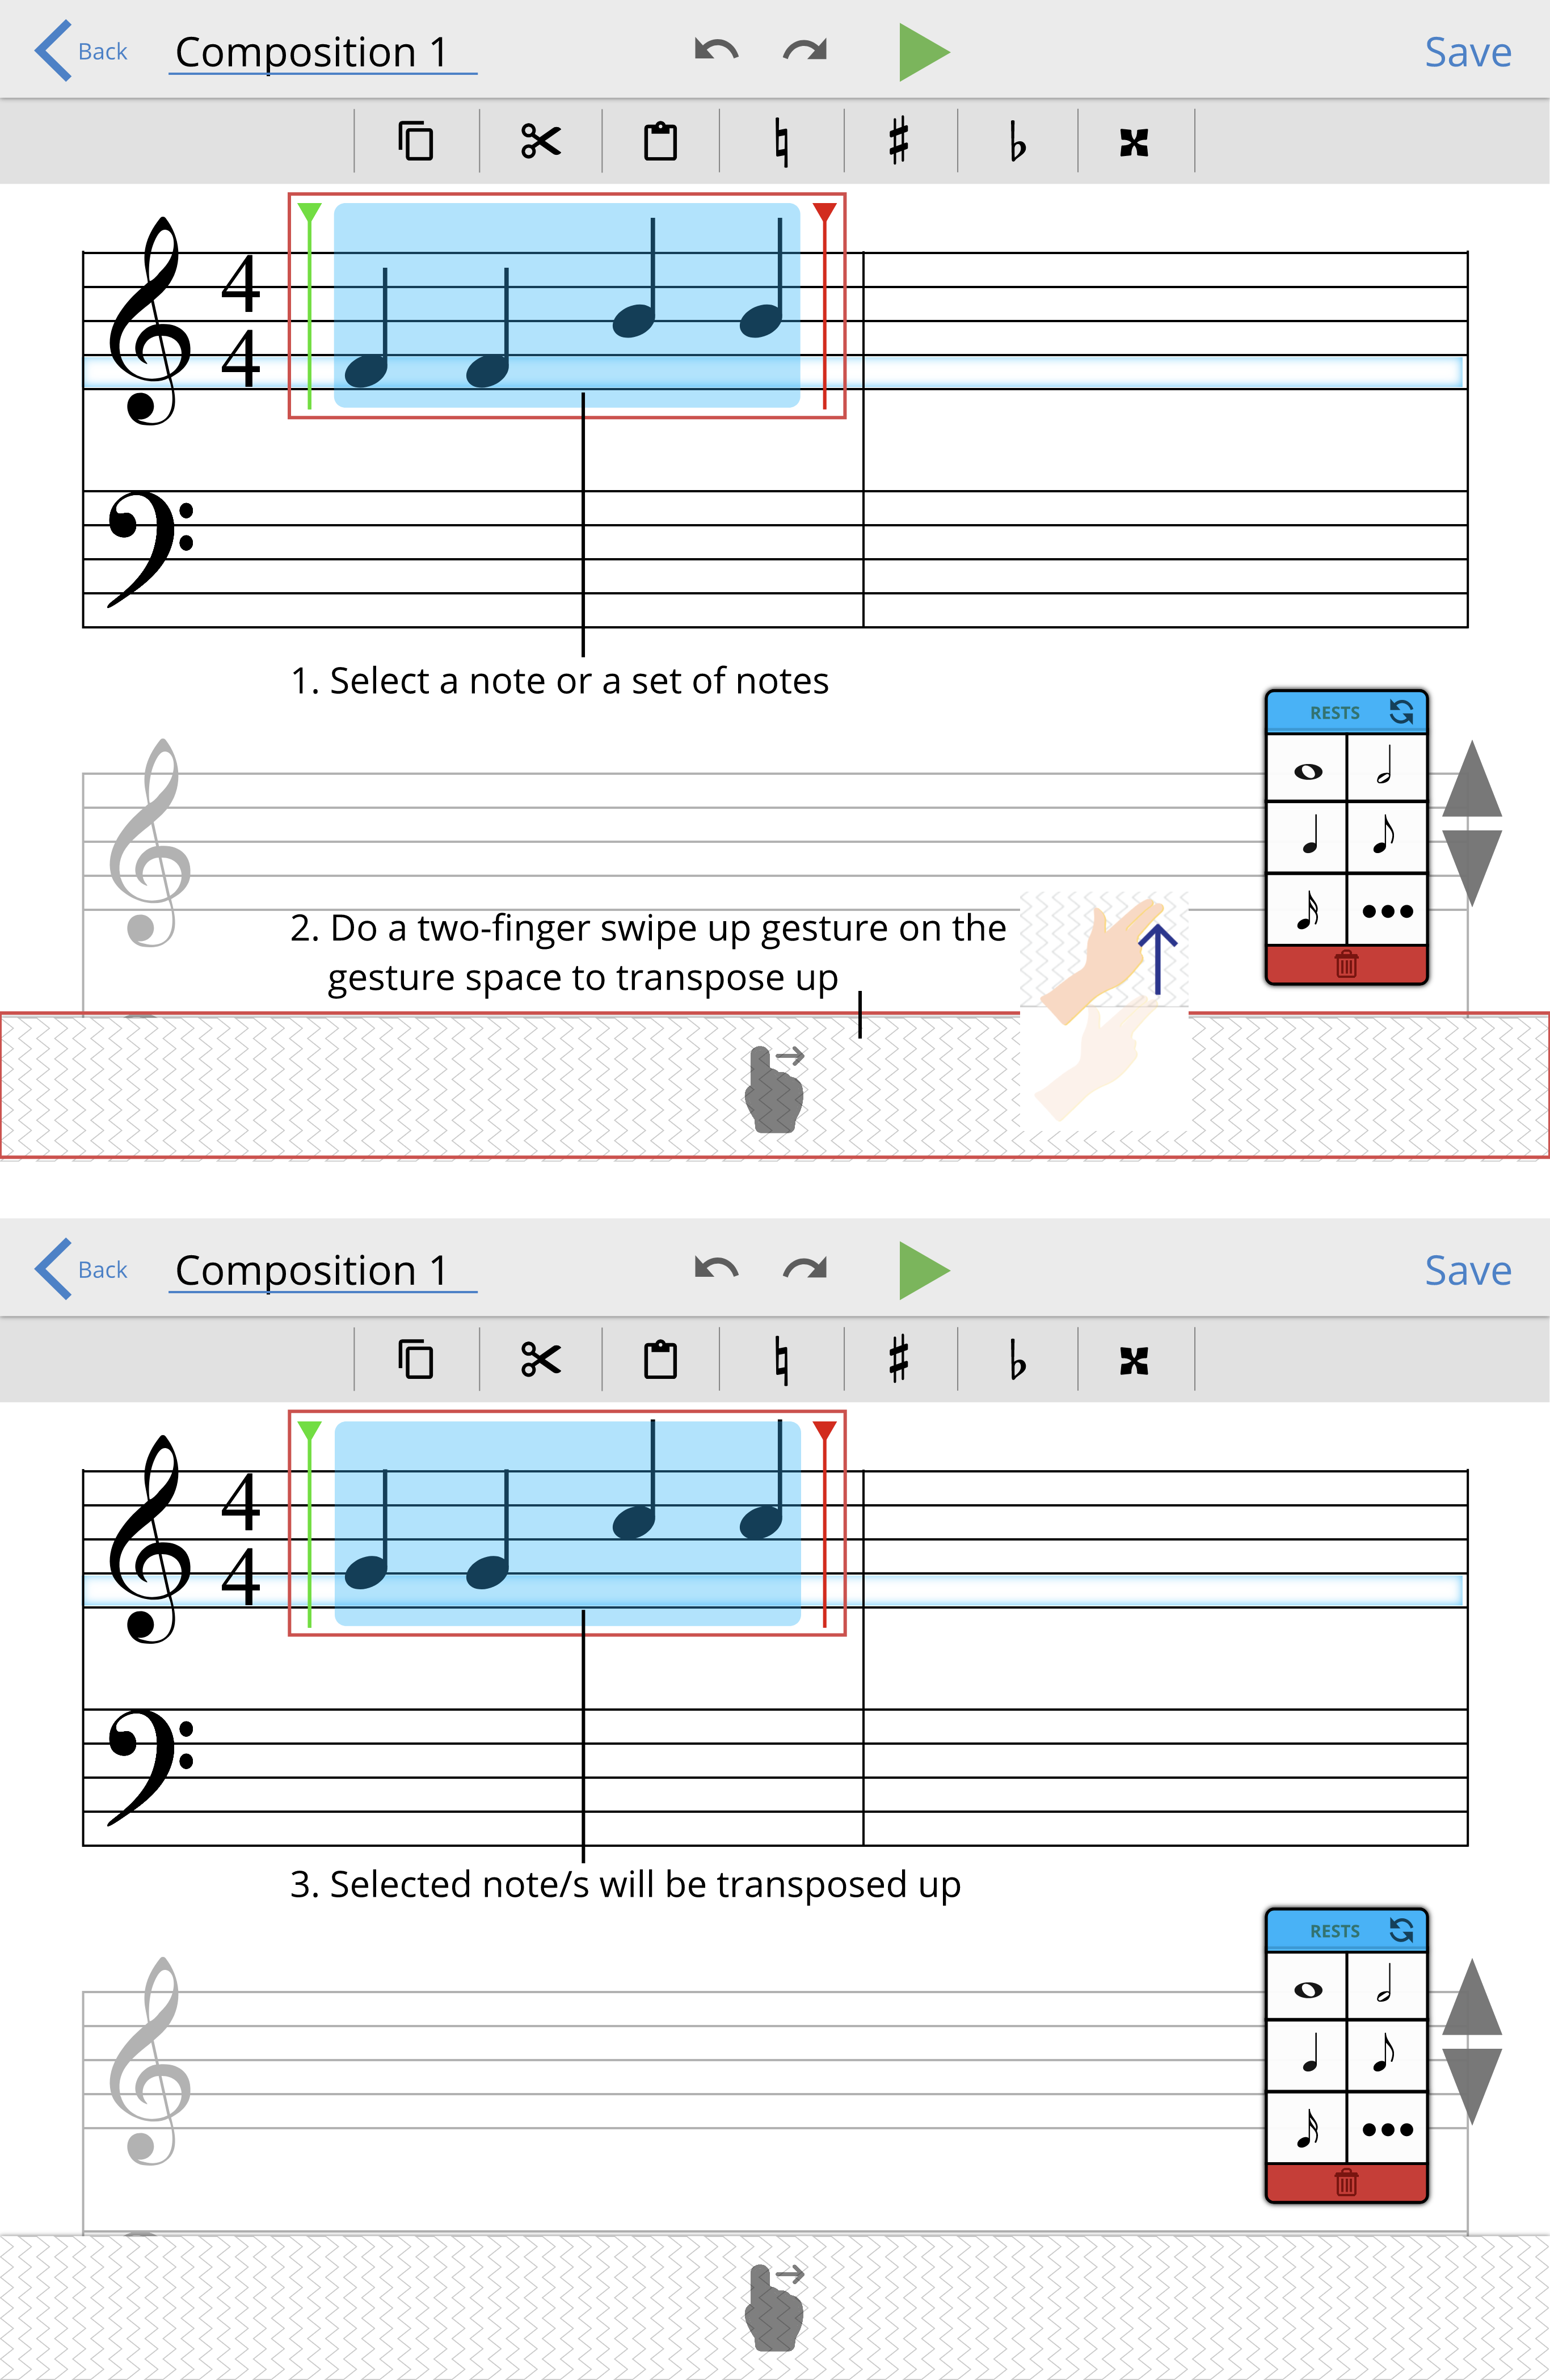 Back
Composition 1
Save
4
4
1. Select a note or a set of notes
RESTS
2. Do a two-finger swipe up gesture on the
gesture space to transpose up
Back
Composition 1
Save
4
4
3. Selected note/s will be transposed up
RESTS